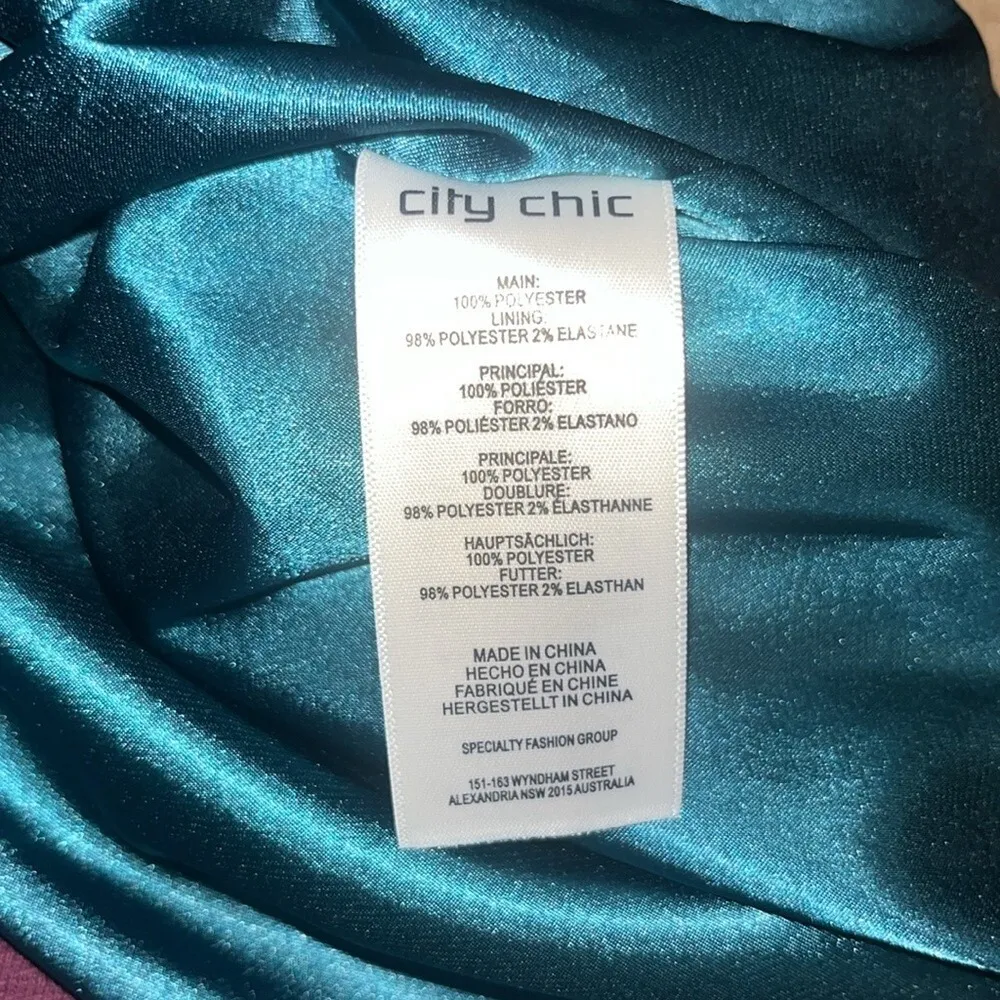 city chic
MAIN:
100% POLYESTER
LINING:
98% POLYESTER 2% ELASTANE
PRINCIPAL:
100% POLIÉSTER
FORRO:
98% POLIÉSTER 2% ELASTANO
PRINCIPALE:
100% POLYESTER
DOUBLURE:
98% POLYESTER 2% ÉLASTHANNE
HAUPTSÄCHLICH:
100% POLYESTER
FUTTER:
98% POLYESTER 2% ELASTHAN
MADE IN CHINA
HECHO EN CHINA
FABRIQUÉ EN CHINE
HERGESTELLT IN CHINA
SPECIALTY FASHION GROUP
151-163 WYNDHAM STREET
ALEXANDRIA NSW 2015 AUSTRALIA